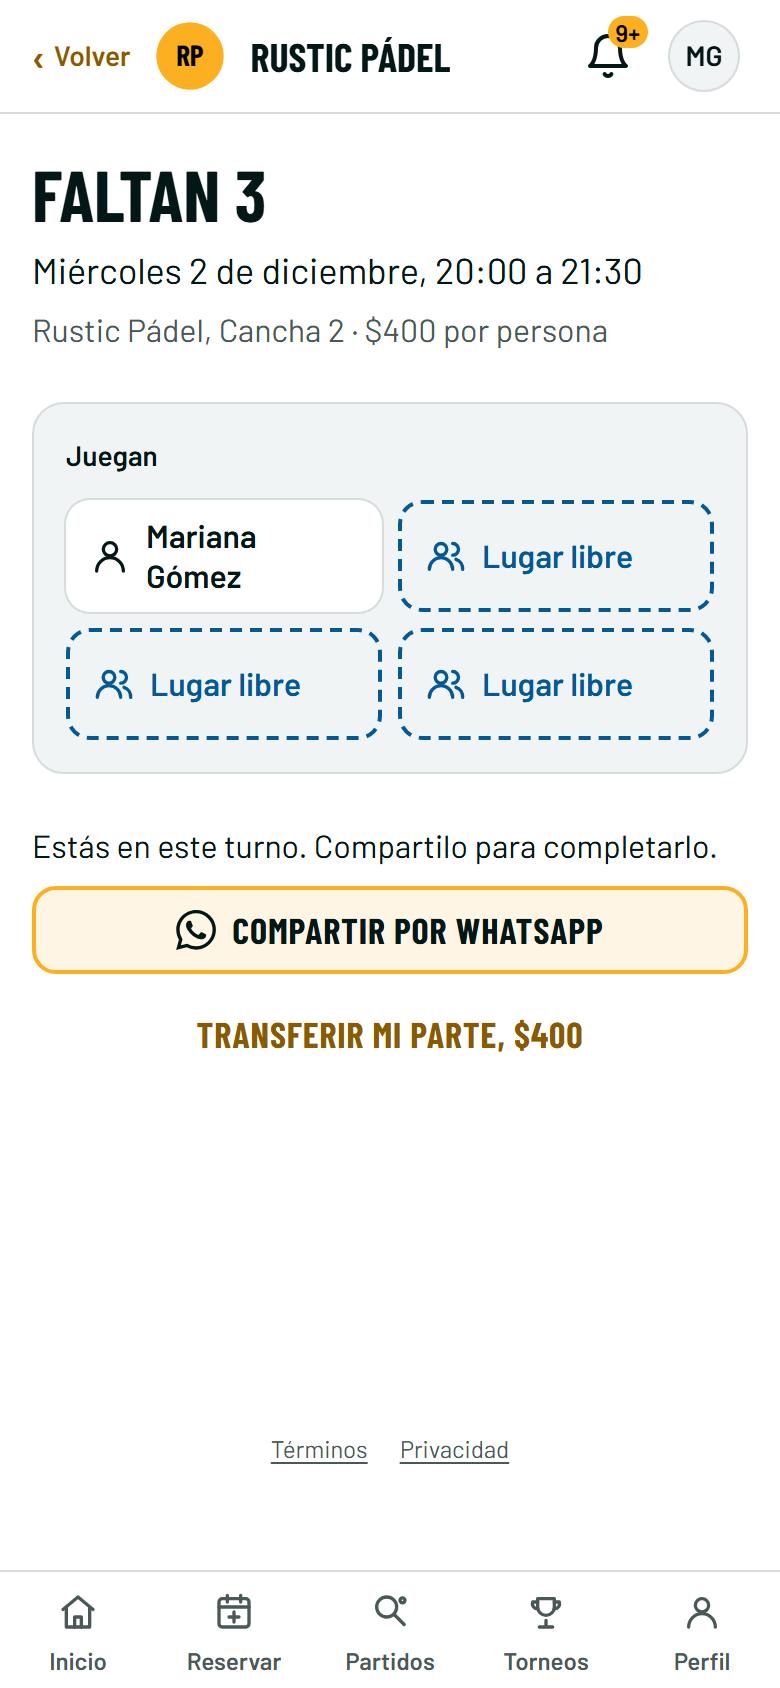 ‹ Volver
RP
RUSTIC PÁDEL
9+
MG
FALTAN 3
Miércoles 2 de diciembre, 20:00 a 21:30
Rustic Pádel, Cancha 2 · $400 por persona
Juegan
Mariana
Gómez
Lugar libre
Lugar libre
Lugar libre
Estás en este turno. Compartilo para completarlo.
COMPARTIR POR WHATSAPP
TRANSFERIR MI PARTE, $400
Términos
Privacidad
Inicio
Reservar
Partidos
Torneos
Perfil